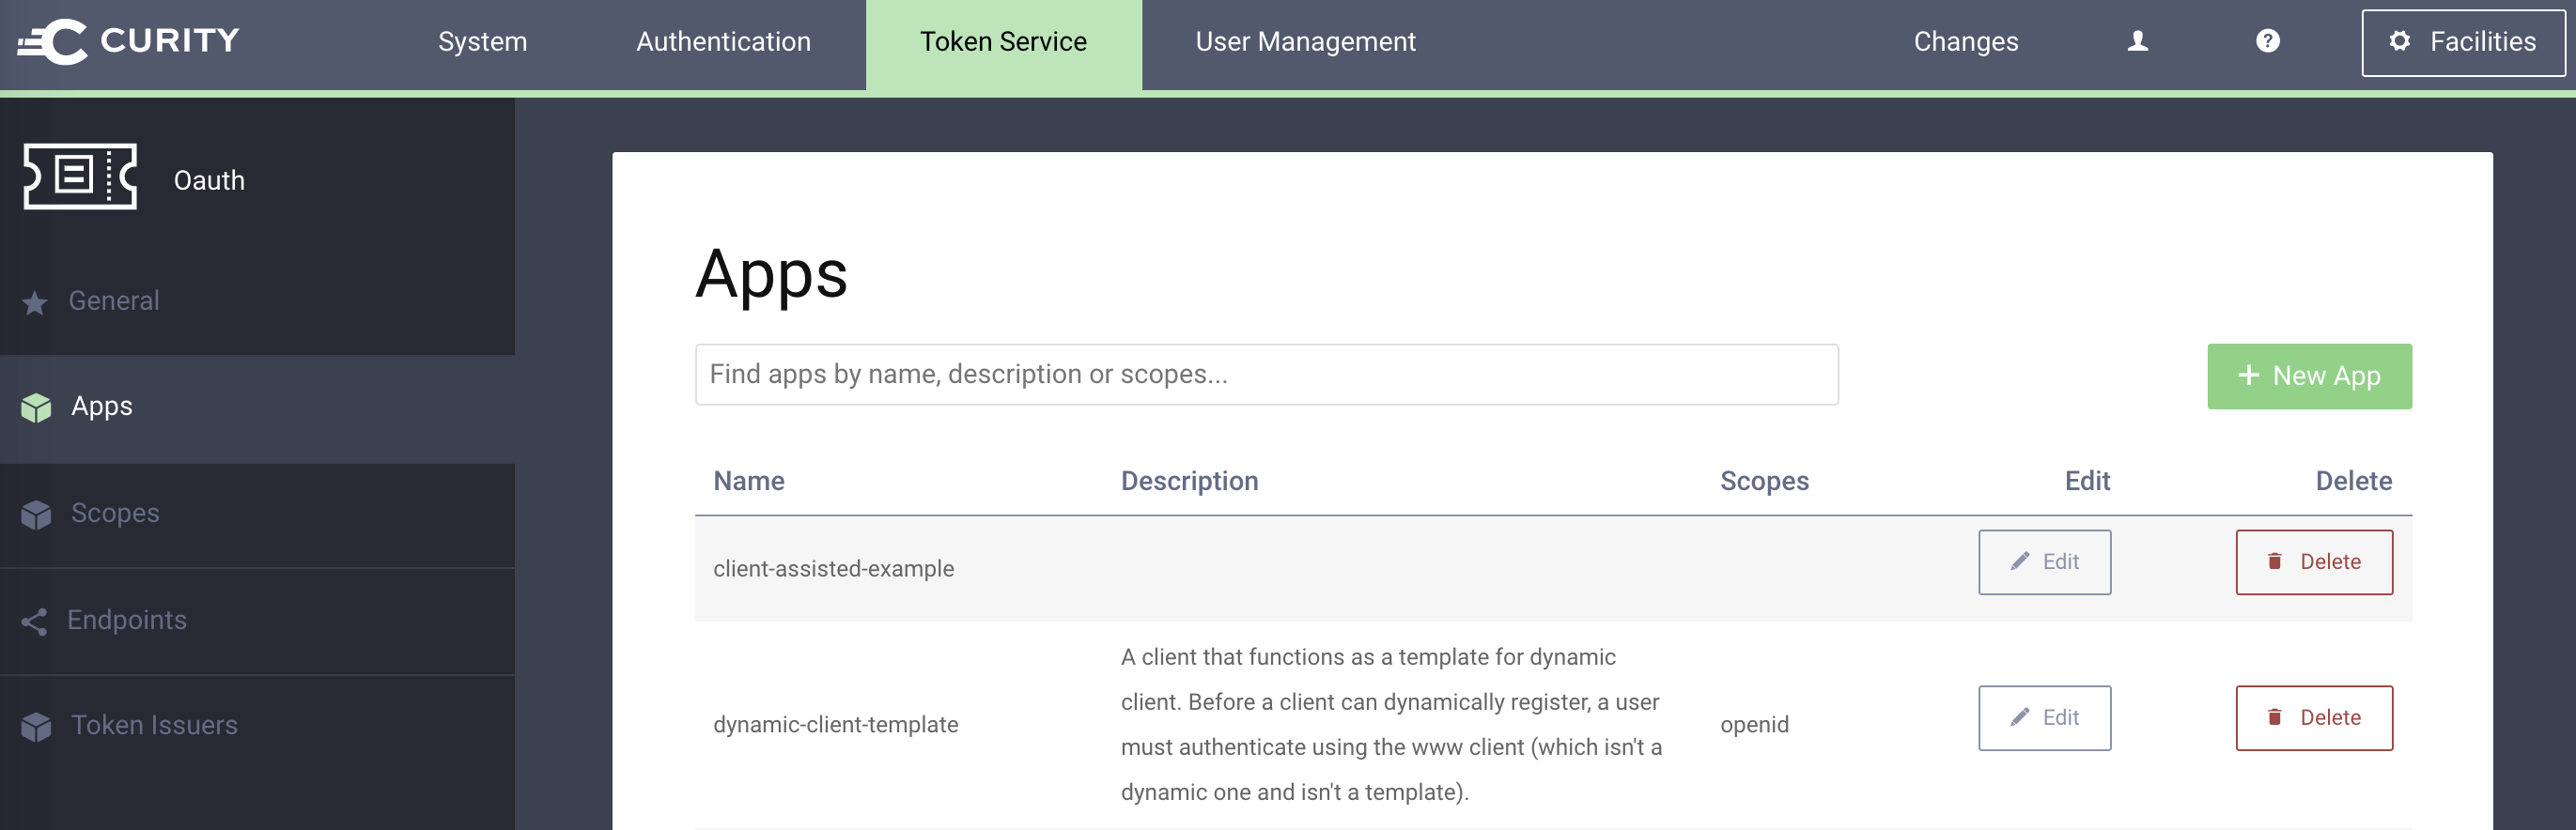 CURITY
System
Authentication
Token Service
User Management
Changes
?
Facilities
Oauth
General
Apps
Scopes
Endpoints
Token Issuers
Apps
Find apps by name, description or scopes...
+ New App
Name Description Scopes Edit Delete
client-assisted-example
Edit
Delete
dynamic-client-template
A client that functions as a template for dynamic
client. Before a client can dynamically register, a user
must authenticate using the www client (which isn't a
dynamic one and isn't a template).
openid
Edit
Delete